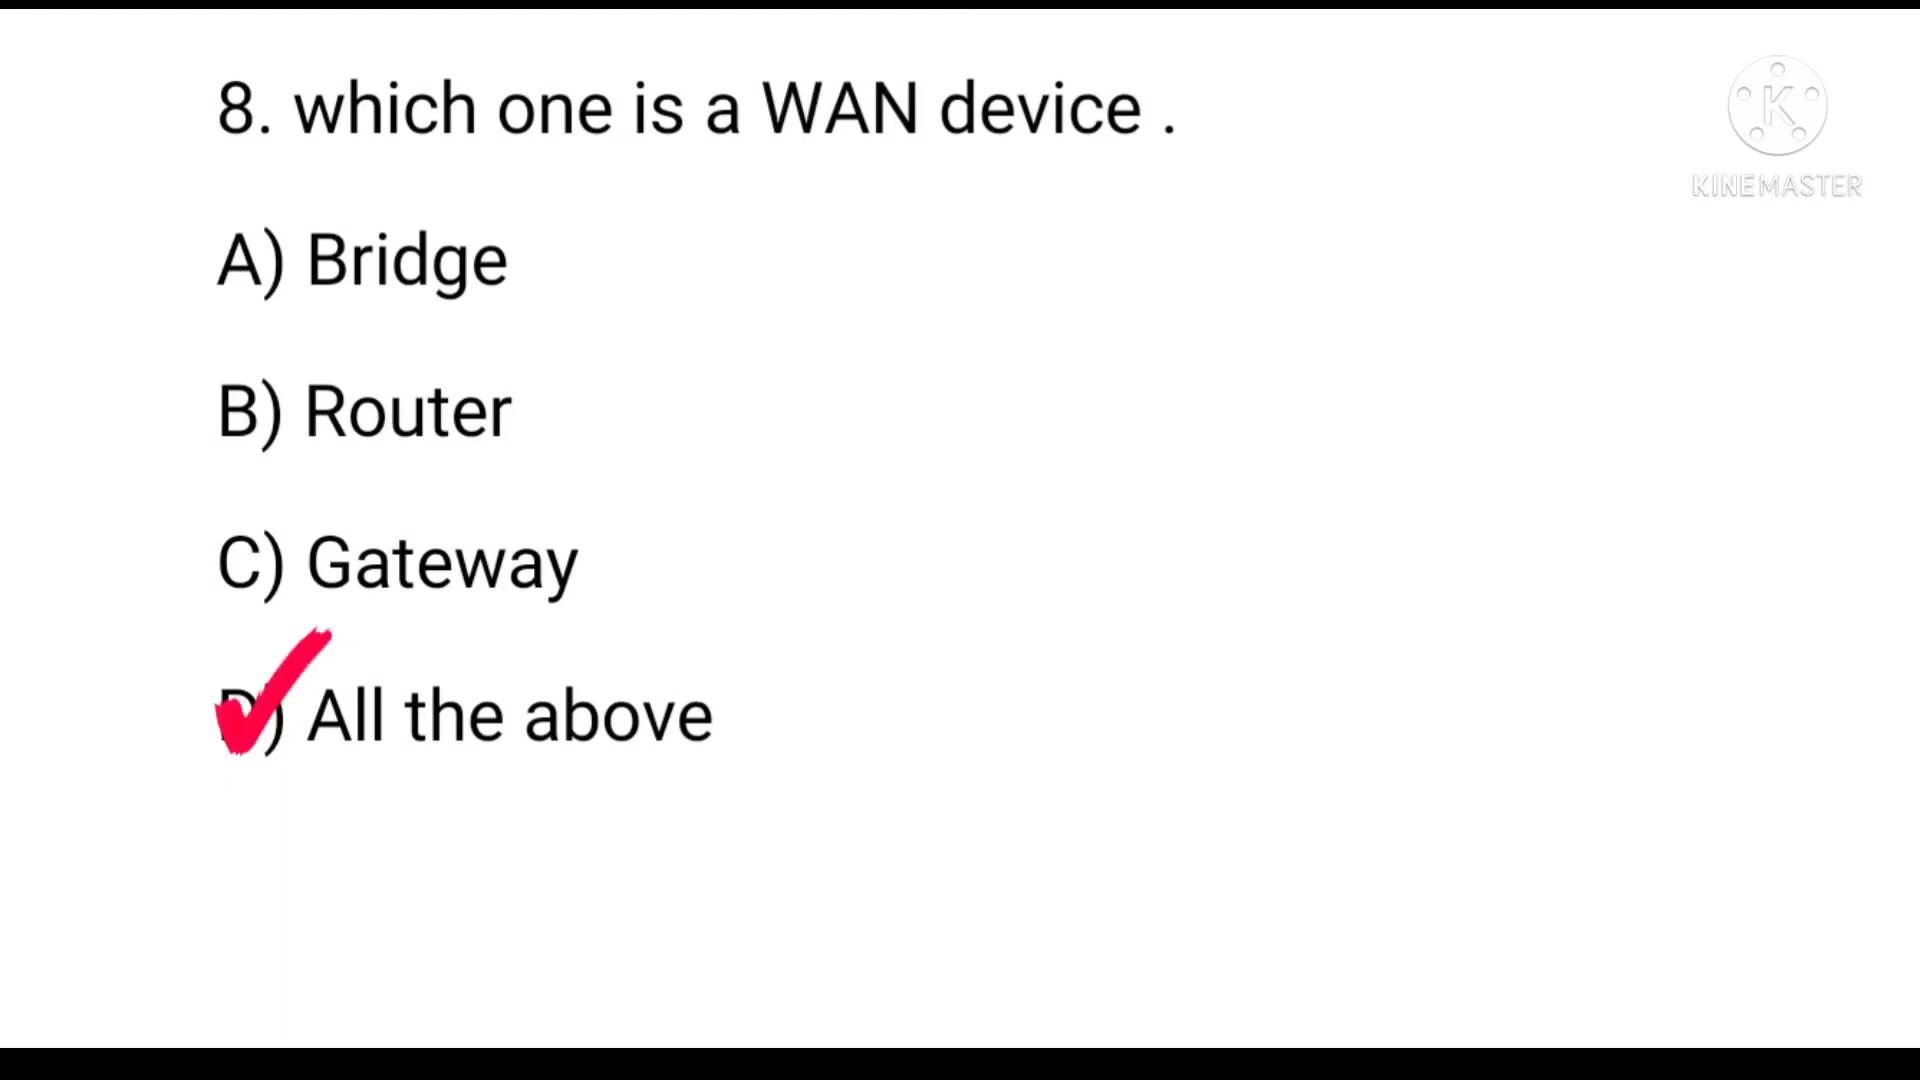 8. which one is a WAN device .
K
KINEMASTER
A) Bridge
B) Router
C) Gateway
D) All the above